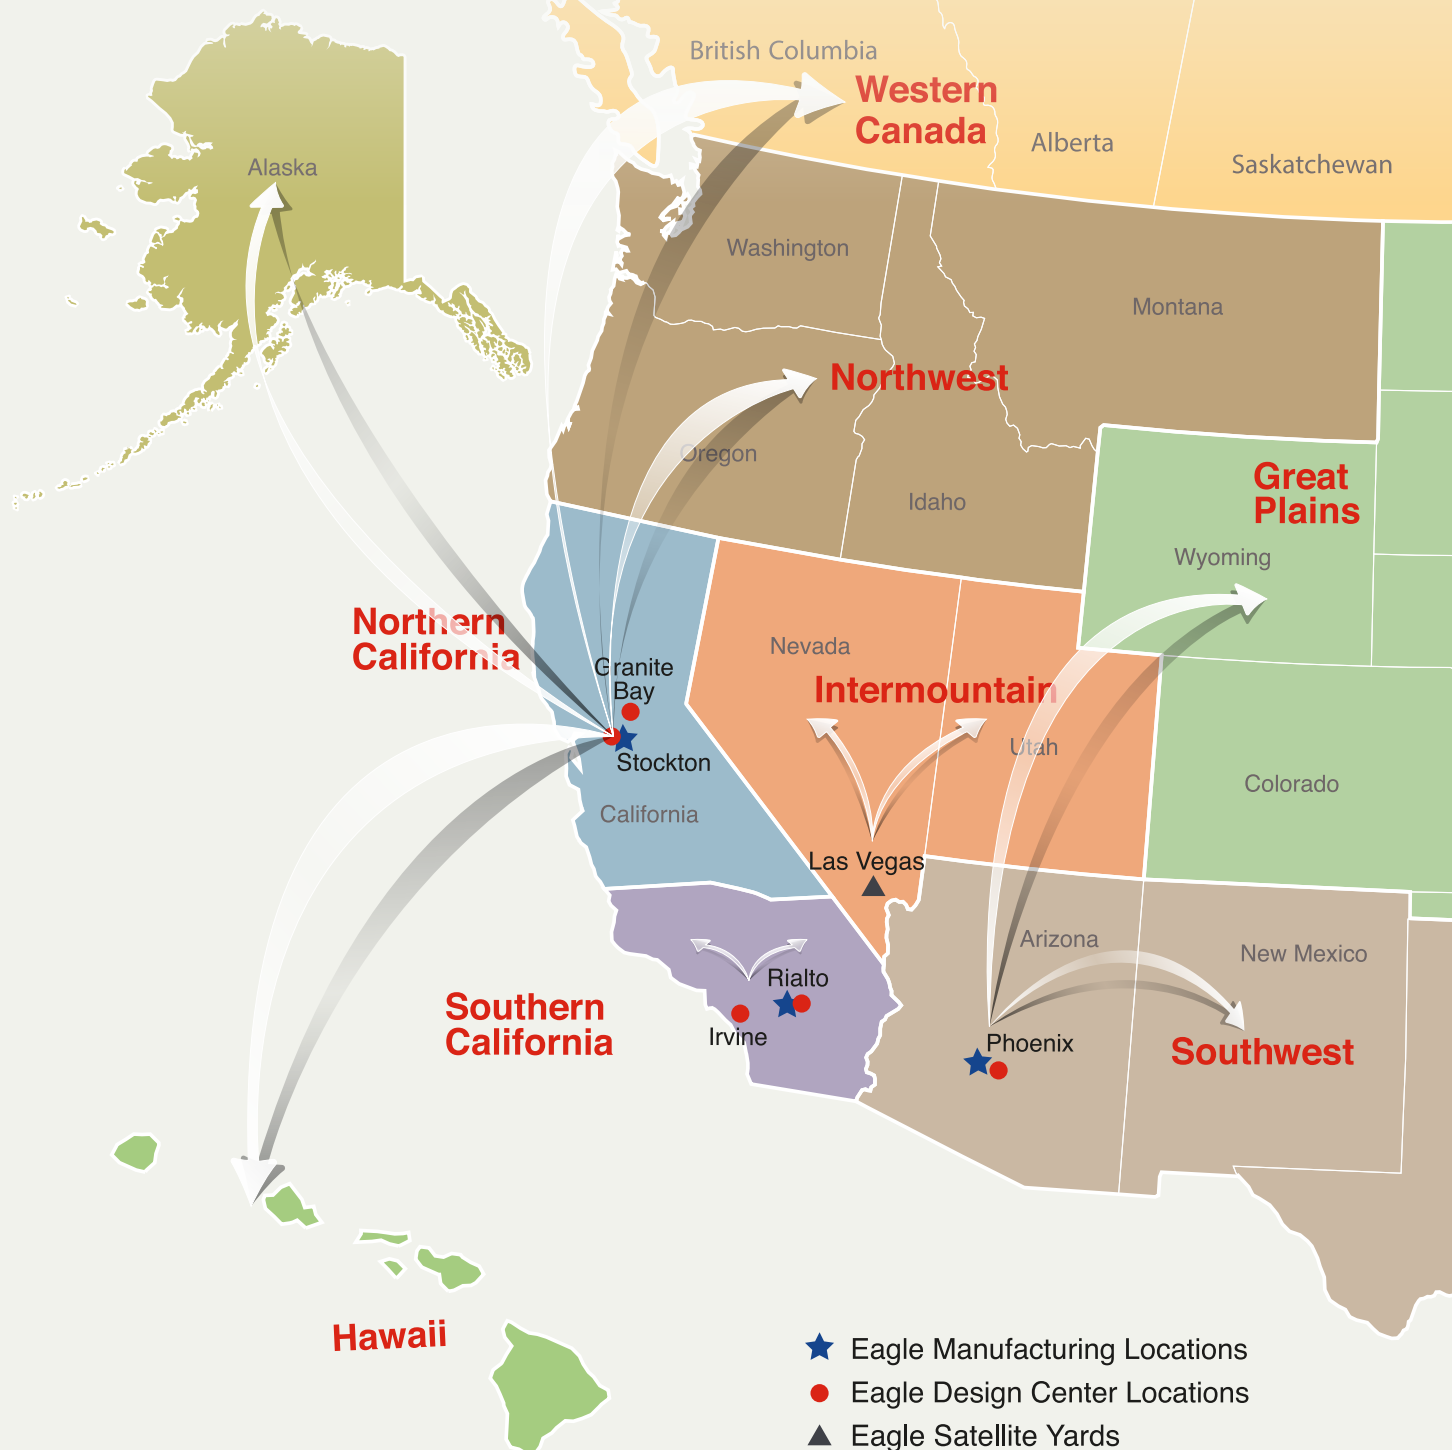 British Columbia
Western
Canada
Alberta
Saskatchewan
Alaska
Washington
Montana
Northwest
Oregon
Idaho
Great
Plains
Wyoming
Northern
California
Granite
Bay
Nevada
Intermountain
Utah
Stockton
Colorado
California
Las Vegas
Arizona
New Mexico
Rialto
Southern
California
Irvine
Phoenix
Southwest
Hawaii
Eagle Manufacturing Locations
Eagle Design Center Locations
Eagle Satellite Yards